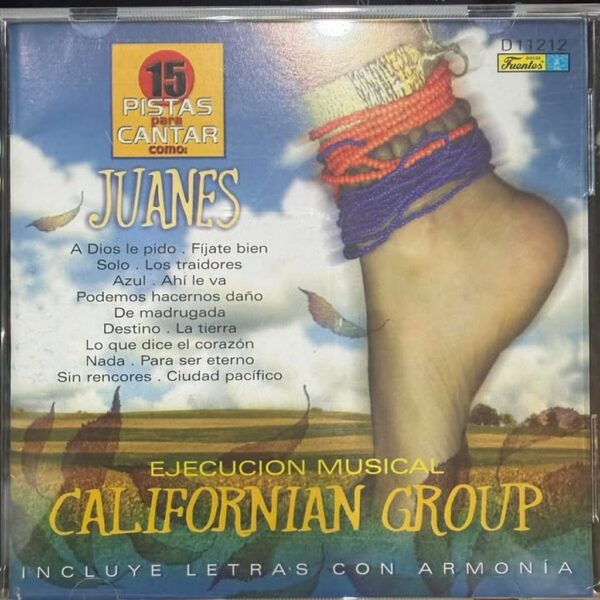 D11212
DISCOS
Fuentes
15
PISTAS
para
CANTAR
como:
JUANES
A Dios le pido . Fíjate bien
Solo . Los traidores
Azul . Ahí le va
Podemos hacernos daño
De madrugada
Destino . La tierra
Lo que dice el corazón
Nada . Para ser eterno
Sin rencores . Ciudad pacífico
EJECUCION MUSICAL
CALIFORNIAN GROUP
INCLUYE LETRAS CON ARMONÍA